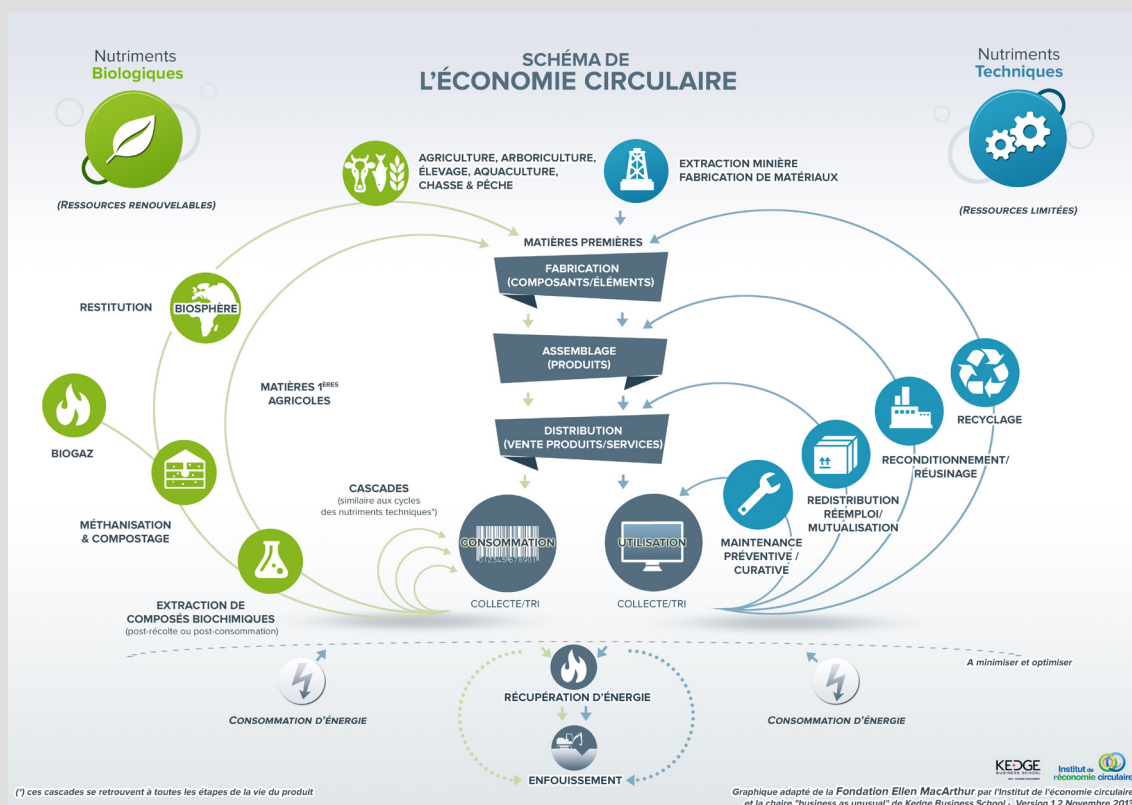 Nutriments
Biologiques
(RESSOURCES RENOUVELABLES)
SCHÉMA DE
L'ÉCONOMIE CIRCULAIRE
Nutriments
Techniques
(RESSOURCES LIMITÉES)
AGRICULTURE, ARBORICULTURE,
ÉLEVAGE, AQUACULTURE,
CHASSE & PÊCHE
EXTRACTION MINIÈRE
FABRICATION DE MATÉRIAUX
MATIÈRES PREMIÈRES
FABRICATION
(COMPOSANTS/ÉLÉMENTS)
ASSEMBLAGE
(PRODUITS)
DISTRIBUTION
(VENTE PRODUITS/SERVICES)
RESTITUTION
BIOSPHÈRE
MATIÈRES 1ÈRES
AGRICOLES
BIOGAZ
MÉTHANISATION
& COMPOSTAGE
EXTRACTION DE
COMPOSÉS BIOCHIMIQUES
(post-récolte ou post-consommation)
CASCADES
(similaire aux cycles
des nutriments techniques*)
CONSOMMATION
COLLECTE/TRI
UTILISATION
COLLECTE/TRI
MAINTENANCE
PRÉVENTIVE /
CURATIVE
REDISTRIBUTION
RÉEMPLOI/
MUTUALISATION
RECONDITIONNEMENT/
RÉUSINAGE
RECYCLAGE
A minimiser et optimiser
CONSOMMATION D'ÉNERGIE
RÉCUPÉRATION D'ÉNERGIE
CONSOMMATION D'ÉNERGIE
ENFOUISSEMENT
KEDGE
BUSINESS SCHOOL
Institut de
l'économie circulaire
(*) ces cascades se retrouvent à toutes les étapes de la vie du produit
Graphique adapté de la Fondation Ellen MacArthur par l'Institut de l'économie circulaire
et la chaire "business as unusual" de Kedge Business School - Version 1.2 Novembre 201